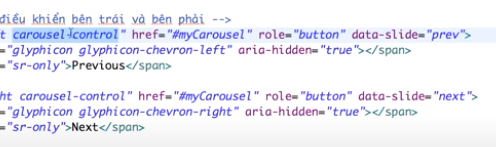 điều khiển bên trái và bên phải -->
t carousel-control" href="#myCarousel" role="button" data-slide="prev">
="glyphicon glyphicon-chevron-left" aria-hidden="true"></span>
="sr-only">Previous</span>
ht carousel-control" href="#myCarousel" role="button" data-slide="next">
="glyphicon glyphicon-chevron-right" aria-hidden="true"></span>
="sr-only">Next</span>